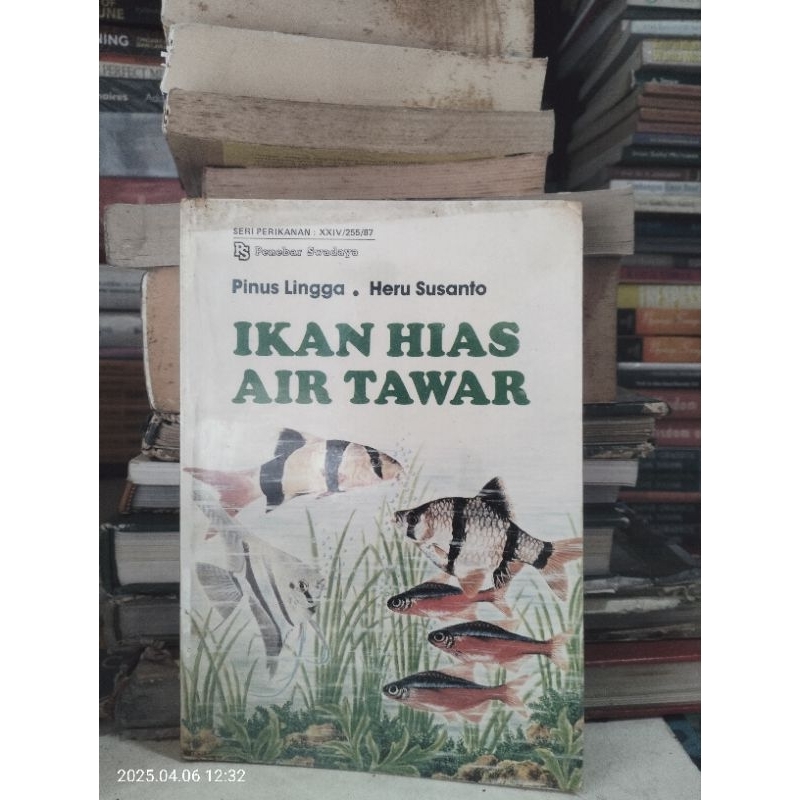 SERI PERIKANAN : XXIV/255/87
PS Penebar Swadaya
Pinus Lingga • Heru Susanto
IKAN HIAS
AIR TAWAR
2025.04.06 12:32